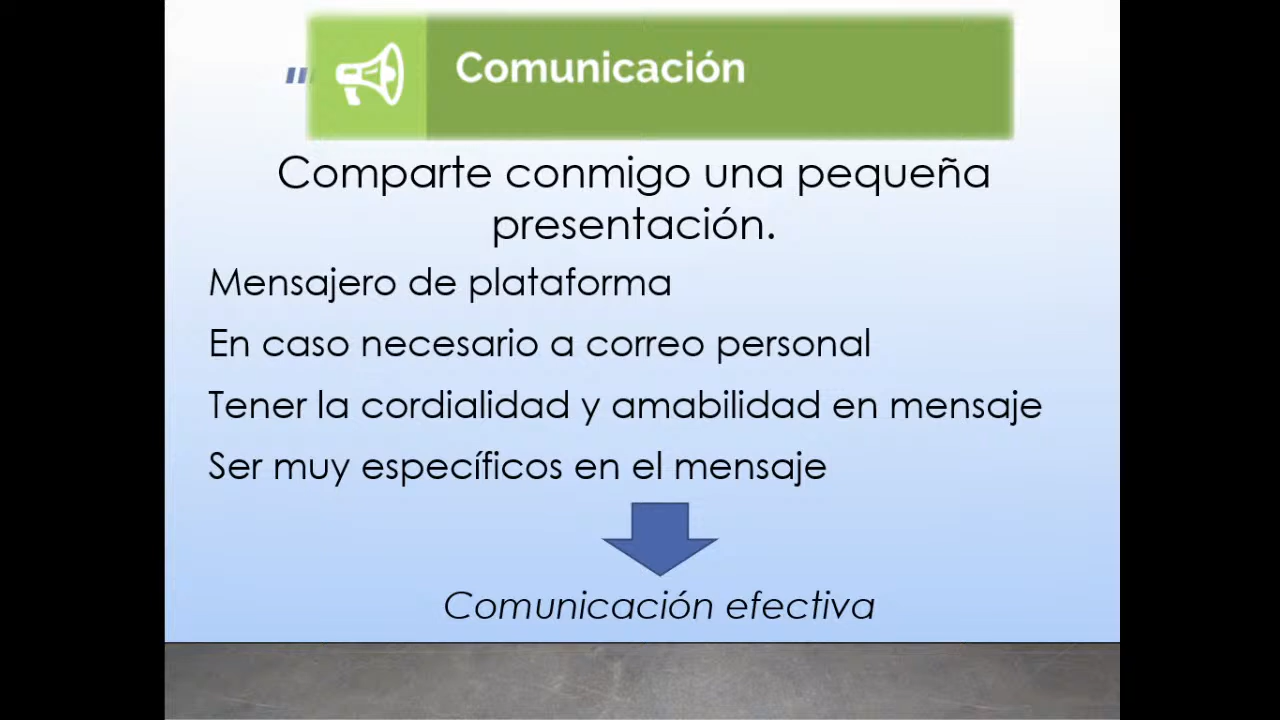 Comunicación
Comparte conmigo una pequeña
presentación.
Mensajero de plataforma
En caso necesario a correo personal
Tener la cordialidad y amabilidad en mensaje
Ser muy específicos en el mensaje
Comunicación efectiva